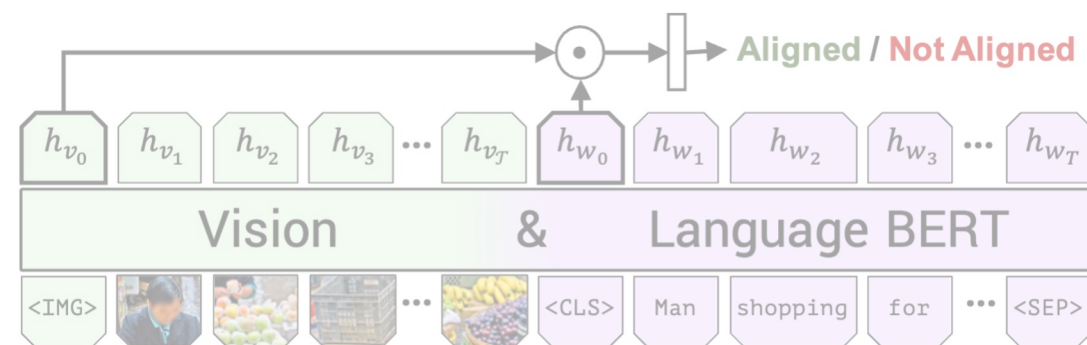 Aligned / Not Aligned
h_{v_0} h_{v_1} h_{v_2} h_{v_3} ••• h_{v_𝒯} h_{w_0} h_{w_1} h_{w_2} h_{w_3} ••• h_{w_T}
Vision & Language BERT
<IMG> ••• <CLS> Man shopping for ••• <SEP>